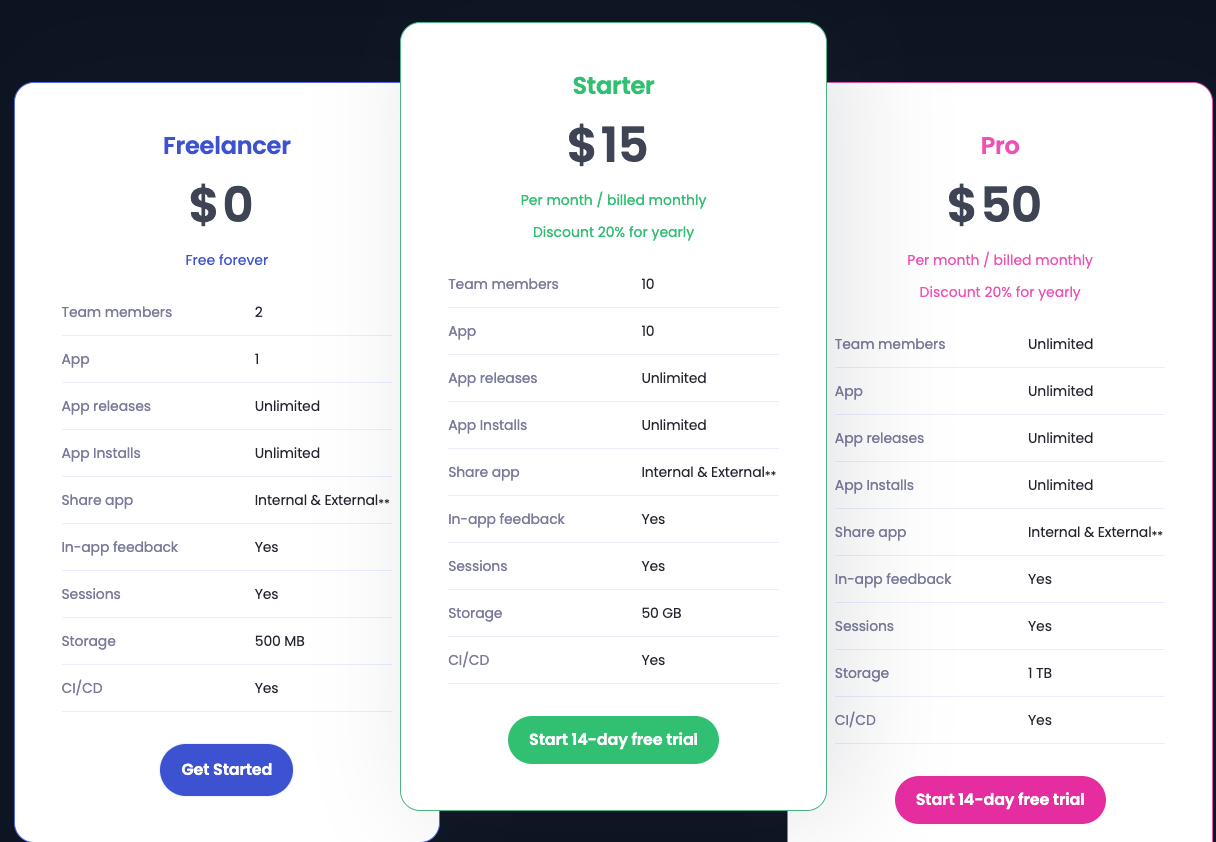 Freelancer
$0
Free forever
Team members 2
App 1
App releases Unlimited
App Installs Unlimited
Share app Internal & External**
In-app feedback Yes
Sessions Yes
Storage 500 MB
CI/CD Yes
Get Started
Starter
$15
Per month / billed monthly
Discount 20% for yearly
Team members 10
App 10
App releases Unlimited
App Installs Unlimited
Share app Internal & External**
In-app feedback Yes
Sessions Yes
Storage 50 GB
CI/CD Yes
Start 14-day free trial
Pro
$50
Per month / billed monthly
Discount 20% for yearly
Team members Unlimited
App Unlimited
App releases Unlimited
App Installs Unlimited
Share app Internal & External**
In-app feedback Yes
Sessions Yes
Storage 1 TB
CI/CD Yes
Start 14-day free trial